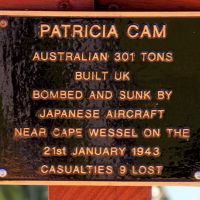 PATRICIA CAM
AUSTRALIAN 301 TONS
BUILT UK
BOMBED AND SUNK BY
JAPANESE AIRCRAFT
NEAR CAPE WESSEL ON THE
21st JANUARY 1943
CASUALTIES 9 LOST